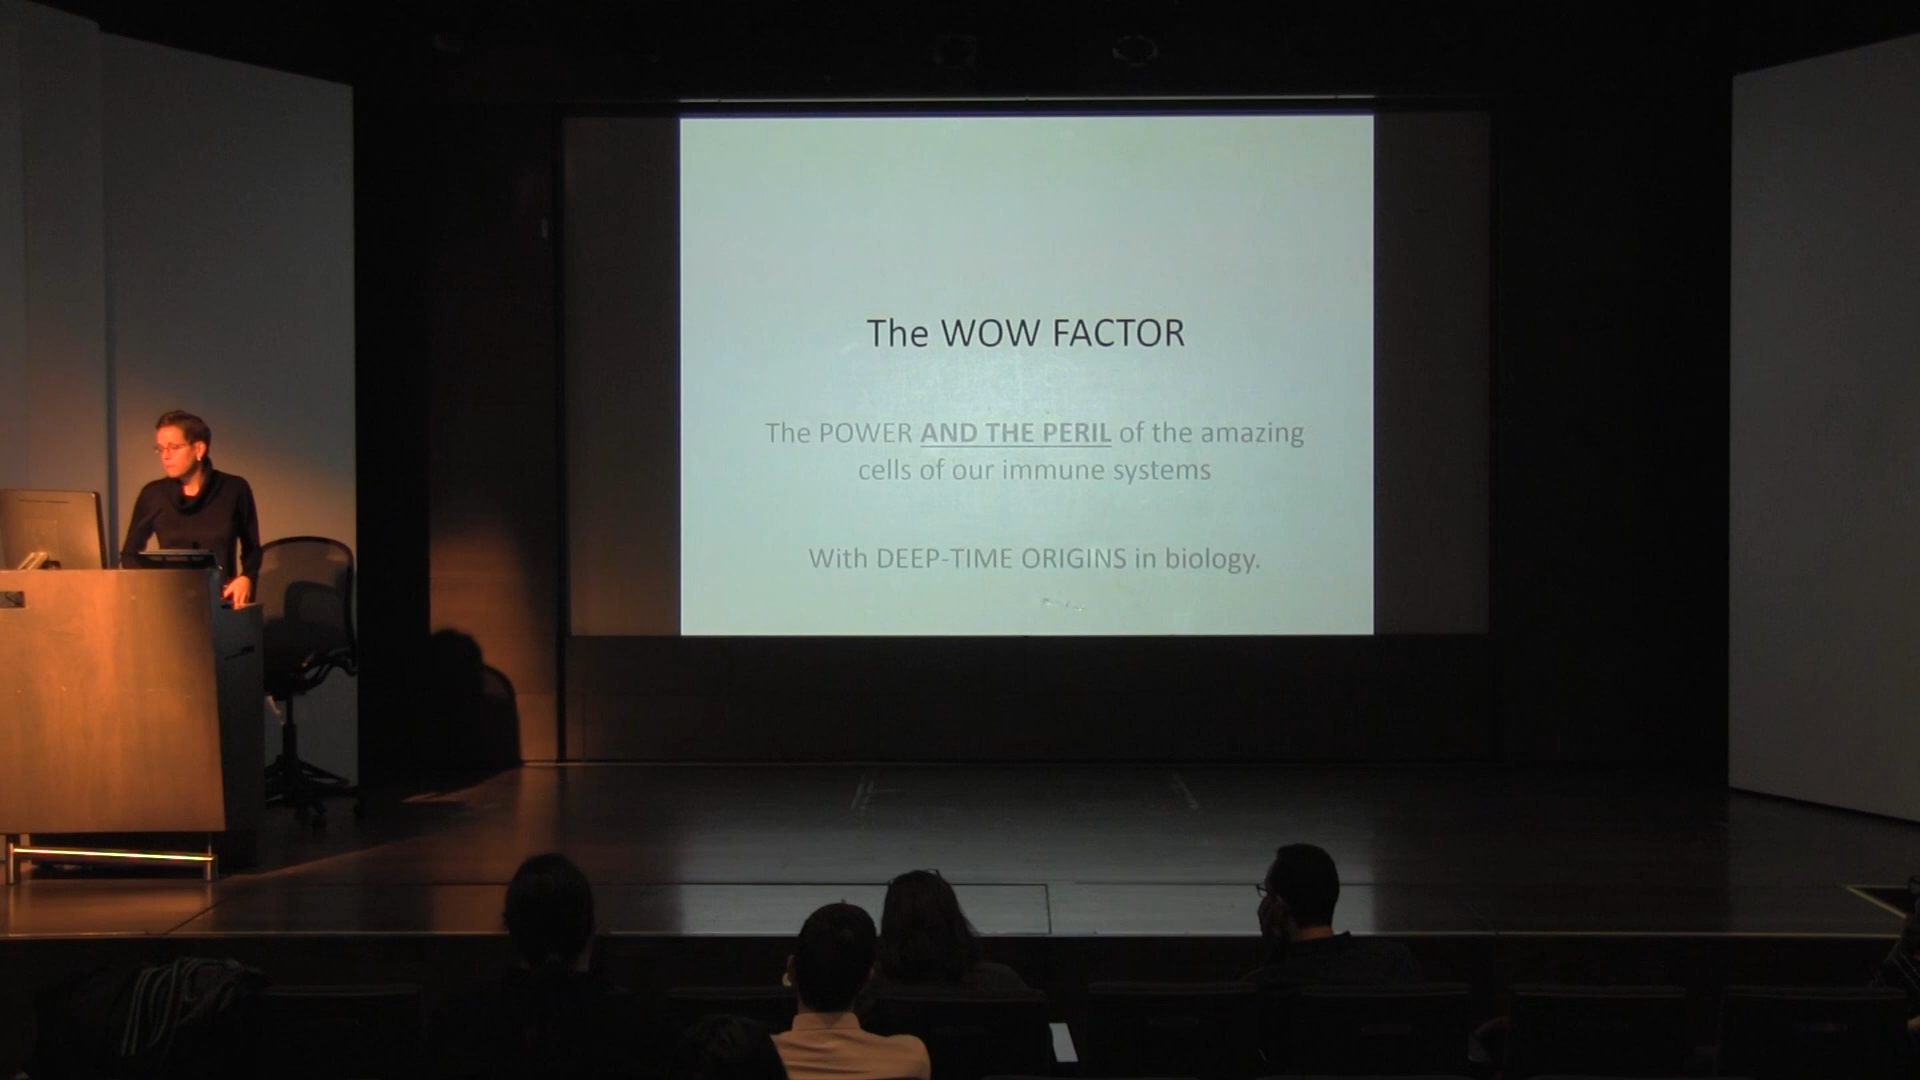 The WOW FACTOR
The POWER AND THE PERIL of the amazing
cells of our immune systems
With DEEP-TIME ORIGINS in biology.